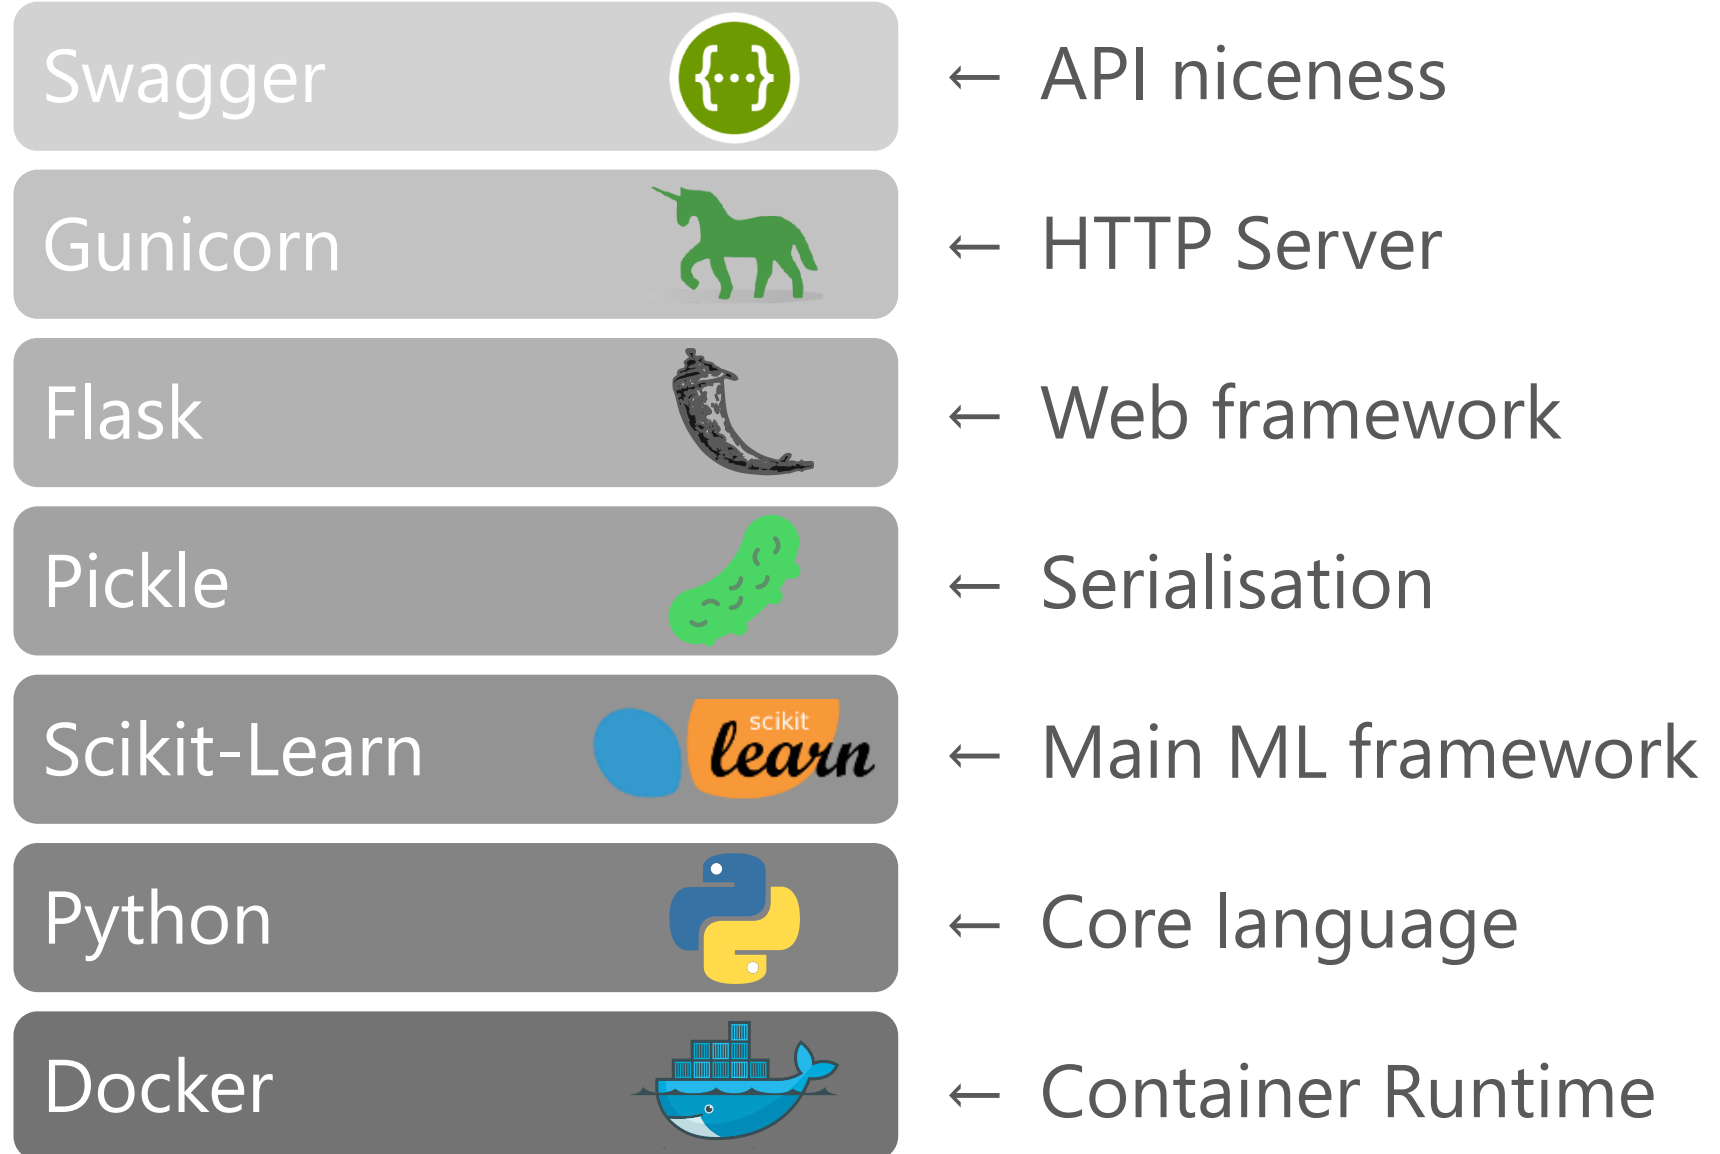 Swagger ← API niceness
Gunicorn ← HTTP Server
Flask ← Web framework
Pickle ← Serialisation
Scikit-Learn scikit learn ← Main ML framework
Python ← Core language
Docker ← Container Runtime